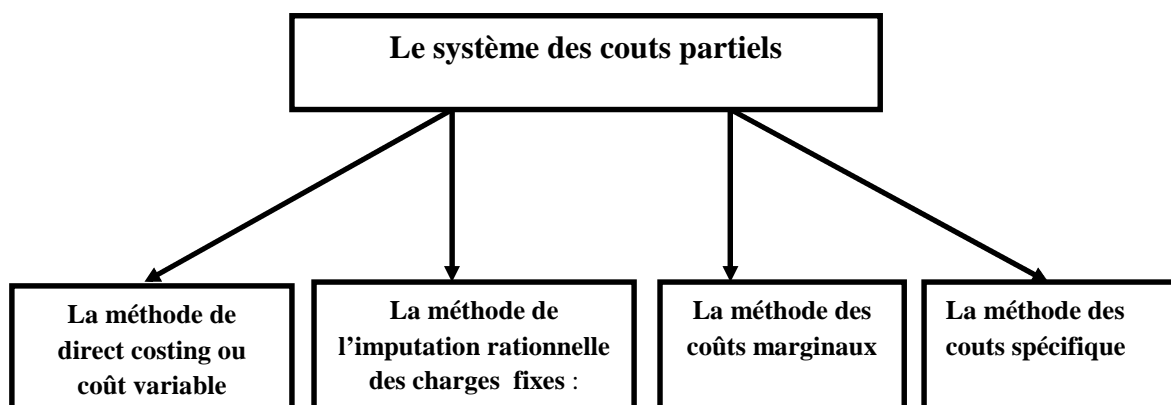 Le système des couts partiels
La méthode de
direct costing ou
coût variable
La méthode de
l’imputation rationnelle
des charges fixes :
La méthode des
coûts marginaux
La méthode des
couts spécifique